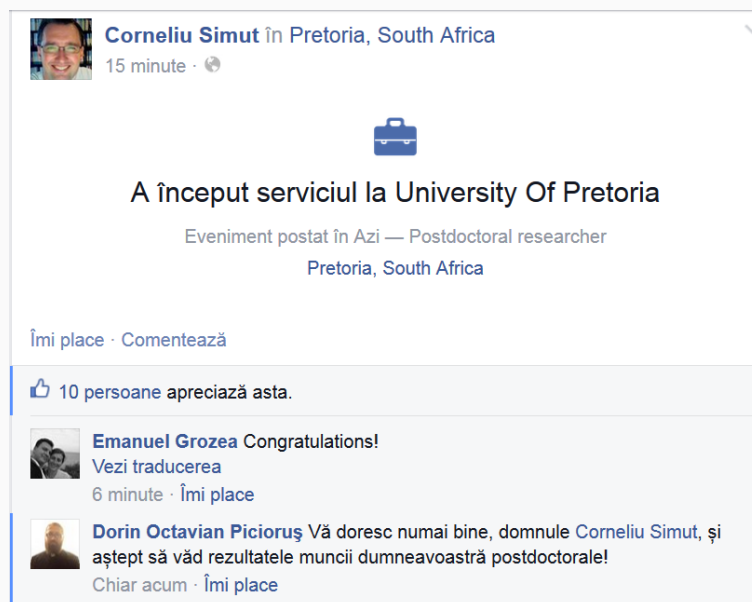 Corneliu Simut în Pretoria, South Africa
15 minute ·
A început serviciul la University Of Pretoria
Eveniment postat în Azi — Postdoctoral researcher
Pretoria, South Africa
Îmi place · Comentează
10 persoane apreciază asta.
Emanuel Grozea Congratulations!
Vezi traducerea
6 minute · Îmi place
Dorin Octavian Picioruş Vă doresc numai bine, domnule Corneliu Simut, și
aștept să văd rezultatele muncii dumneavoastră postdoctorale!
Chiar acum · Îmi place